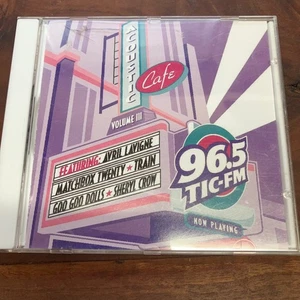 ACOUSTIC
Cafe
VOLUME III
FEATURING: AVRIL LAVIGNE
MATCHBOX TWENTY ★ TRAIN
GOO GOO DOLLS ★ SHERYL CROW
96.5
TIC-FM
NOW PLAYING